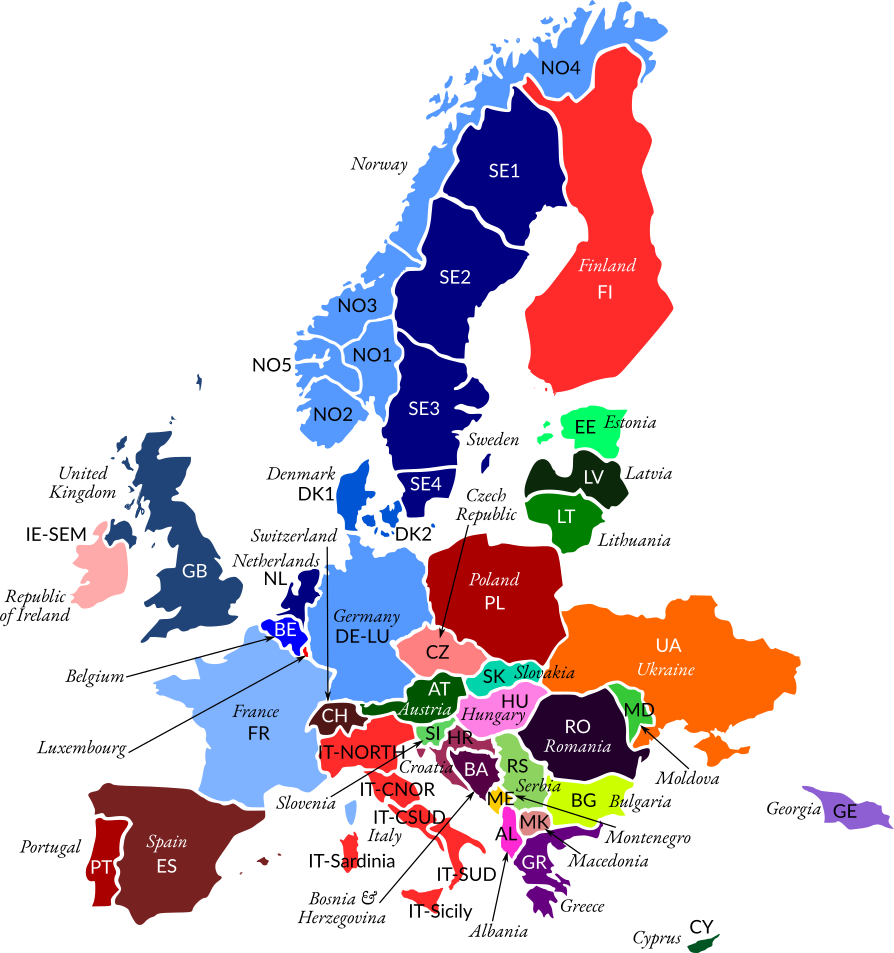 NO4
Norway
SE1
Finland
FI
SE2
NO3
NO1
NO5
NO2
SE3
Sweden
EE
Estonia
United
Kingdom
Denmark
DK1
SE4
LV
Latvia
Czech
Republic
LT
IE-SEM
Switzerland
DK2
Lithuania
Netherlands
NL
GB
Poland
PL
Republic
of Ireland
Germany
DE-LU
BE
CZ
UA
Ukraine
Belgium
SK
Slovakia
AT
Austria
HU
Hungary
France
FR
CH
MD
RO
Romania
Luxembourg
IT-NORTH
SI
HR
Croatia
BA
RS
Serbia
Moldova
IT-CNOR
Slovenia
ME
BG
Bulgaria
Georgia
GE
IT-CSUD
Italy
AL
MK
Montenegro
Portugal
Spain
ES
PT
IT-Sardinia
IT-SUD
GR
Macedonia
Bosnia &
Herzegovina
IT-Sicily
Greece
Albania
Cyprus
CY